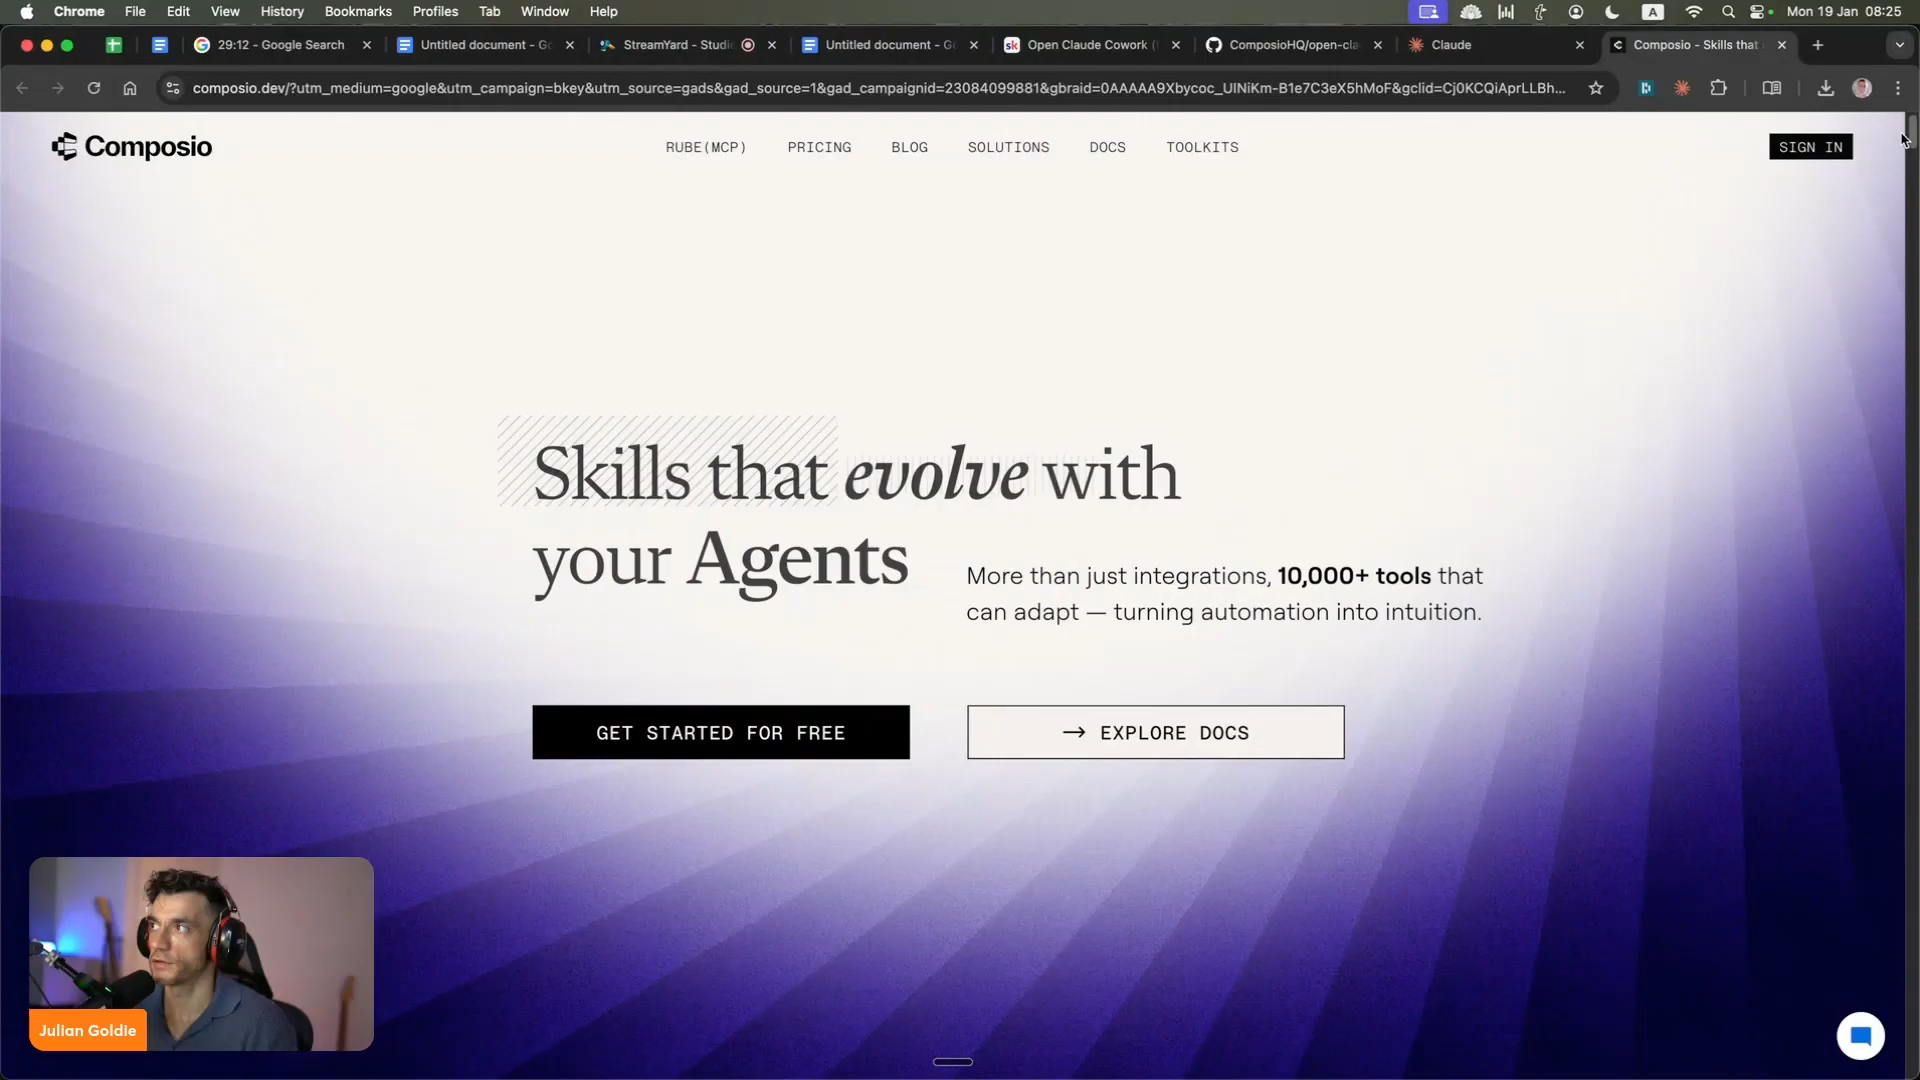 Chrome File Edit View History Bookmarks Profiles Tab Window Help
A
Mon 19 Jan 08:25
29:12 - Google Search
Untitled document - Go
StreamYard - Studi
Untitled document - Go
sk Open Claude Cowork (
ComposioHQ/open-cla
Claude
Composio - Skills that
composio.dev/?utm_medium=google&utm_campaign=bkey&utm_source=gads&gad_source=1&gad_campaignid=23084099881&gbraid=0AAAAA9Xbycoc_UINiKm-B1e7C3eX5hMoF&gclid=Cj0KCQiAprLLBh...
Composio
RUBE(MCP) PRICING BLOG SOLUTIONS DOCS TOOLKITS
SIGN IN
Skills that evolve with
your Agents
More than just integrations, 10,000+ tools that
can adapt — turning automation into intuition.
GET STARTED FOR FREE
→ EXPLORE DOCS
Julian Goldie